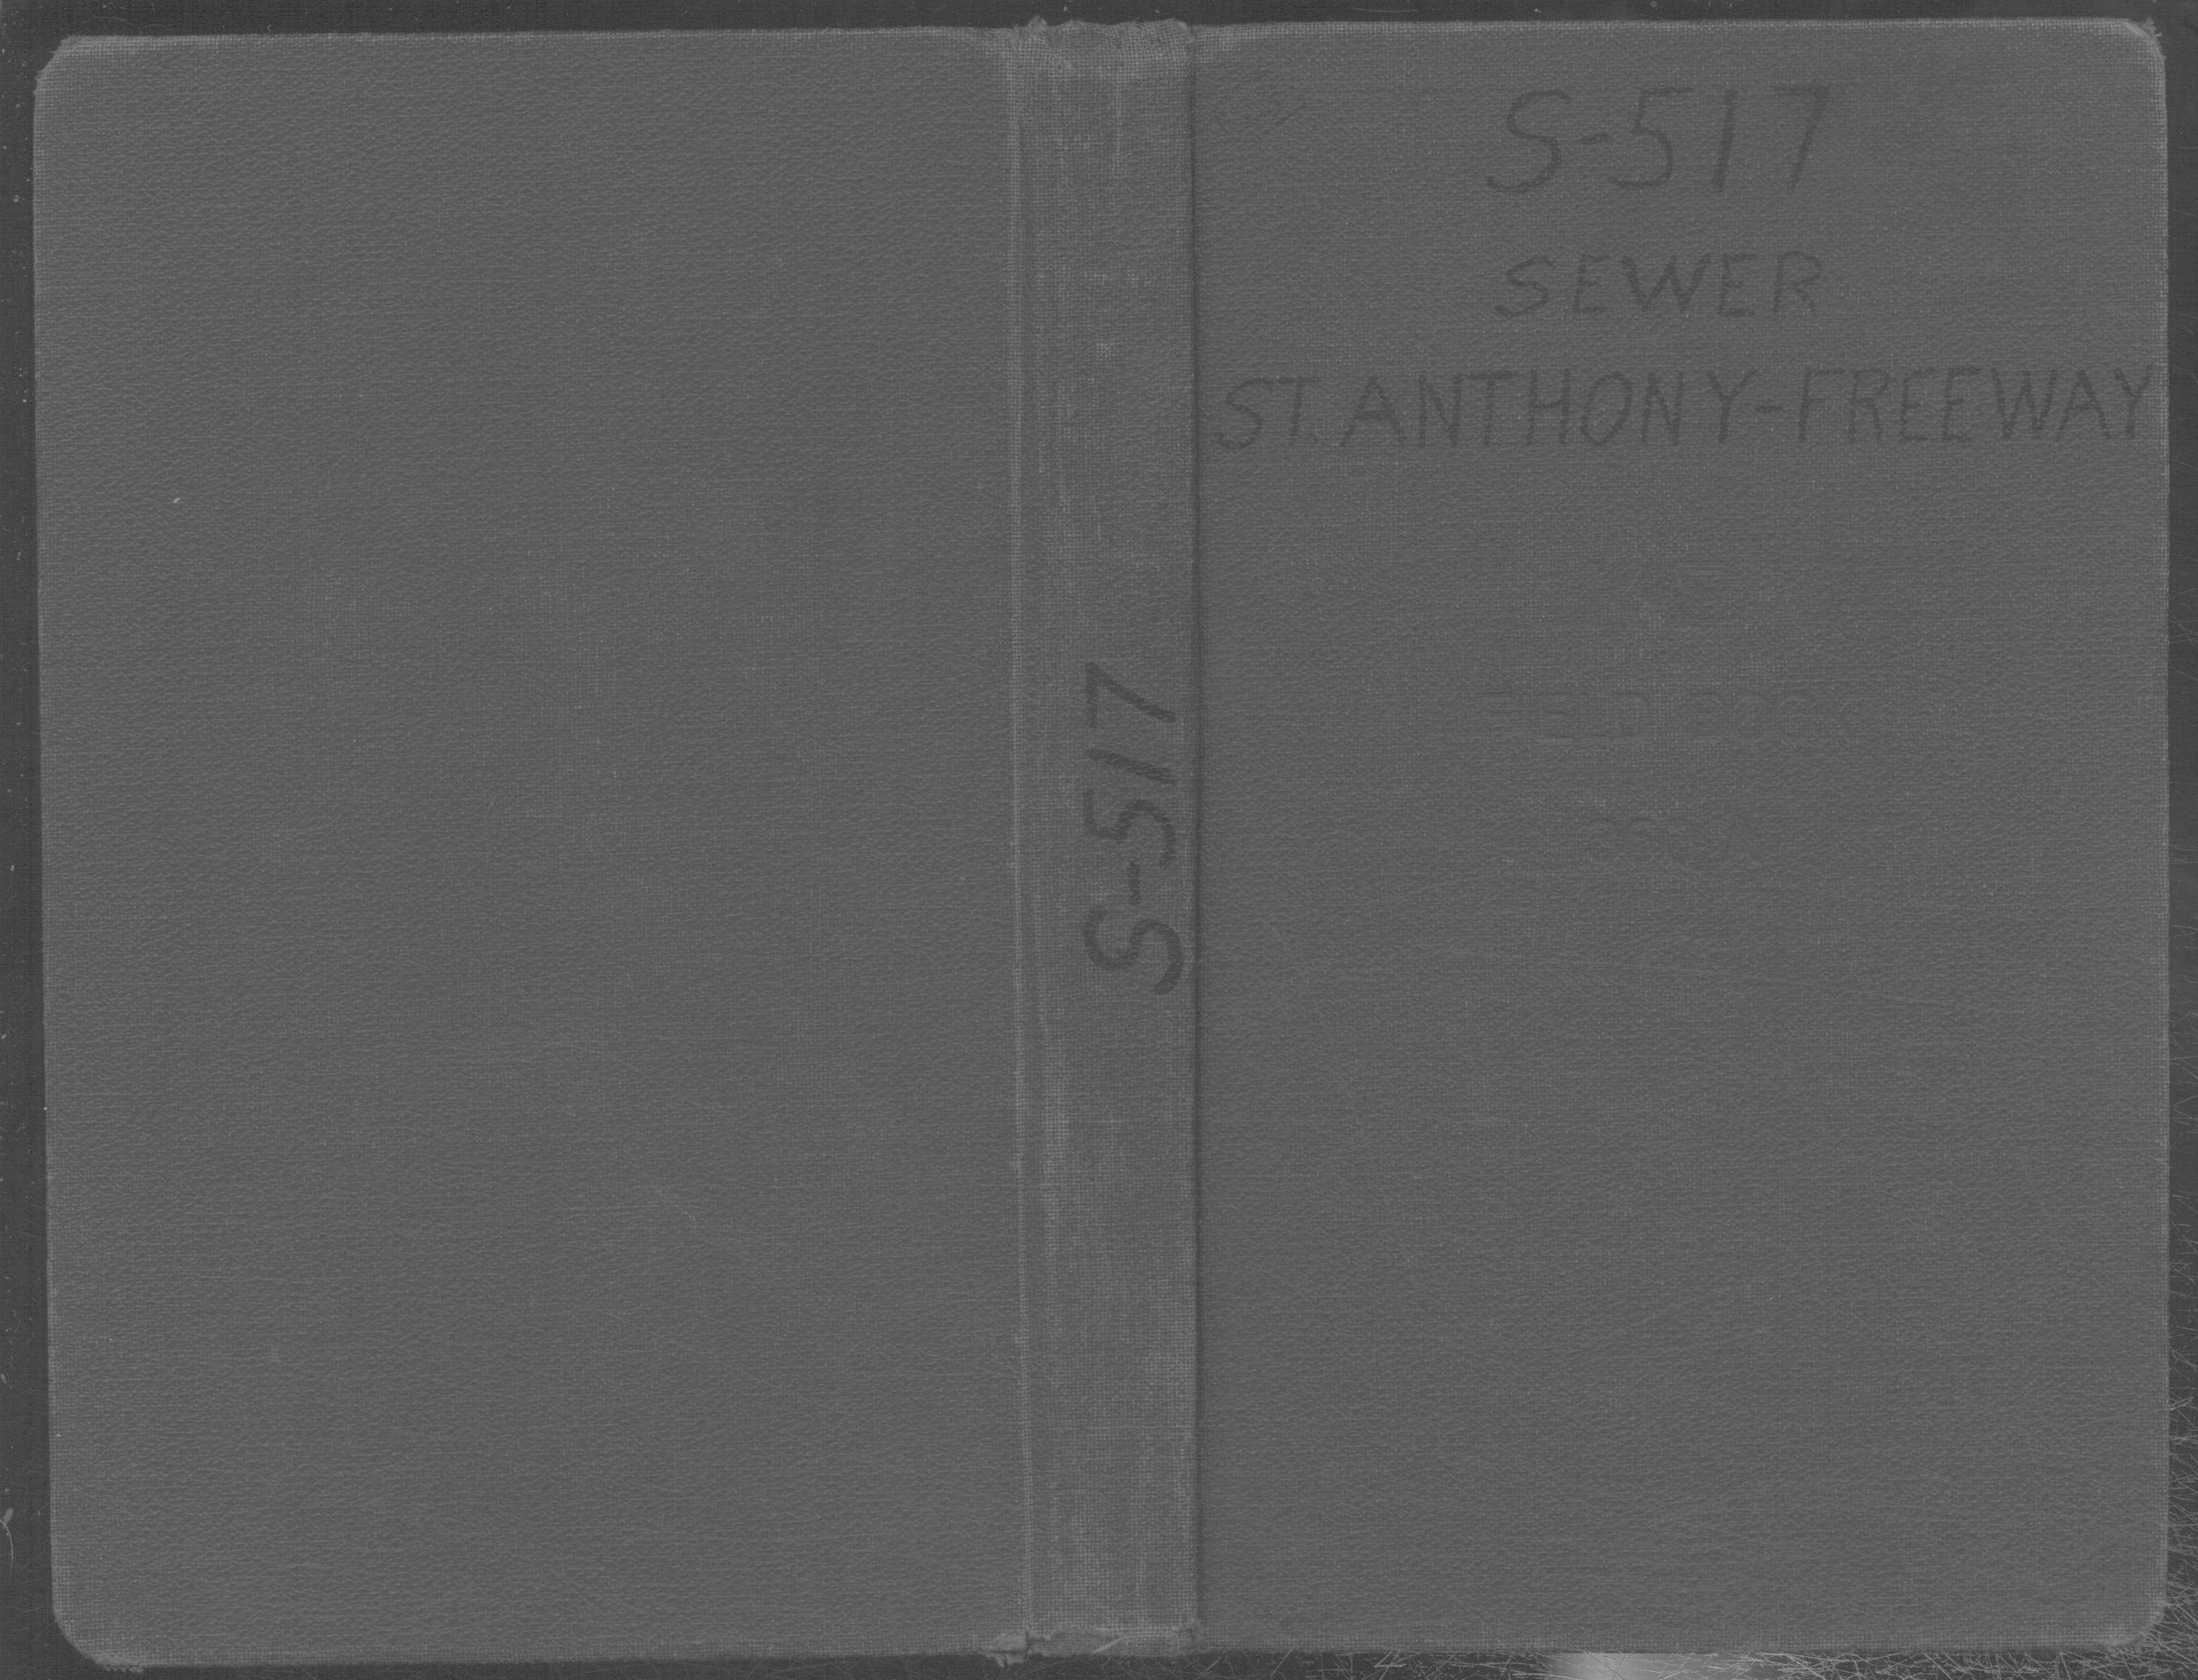 S-517
SEWER
ST. ANTHONY-FREEWAY
S-517